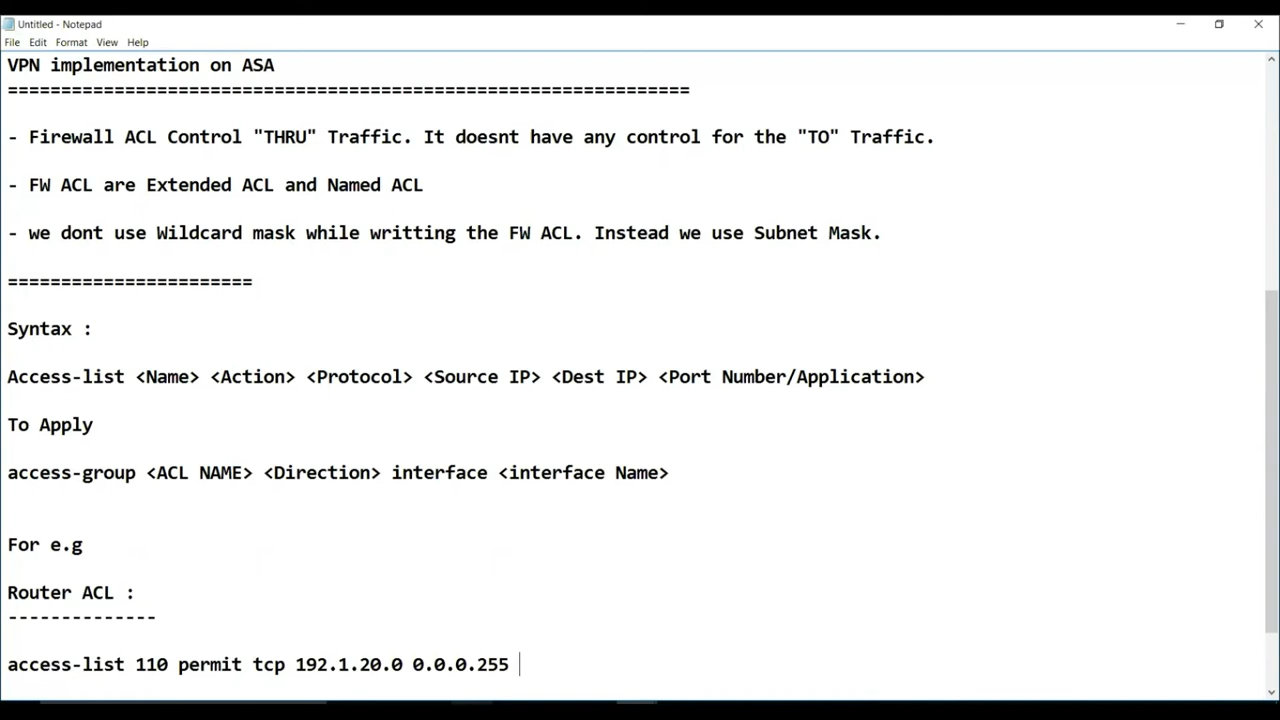 Untitled - Notepad
File Edit Format View Help
VPN implementation on ASA
================================================================
- Firewall ACL Control "THRU" Traffic. It doesnt have any control for the "TO" Traffic.
- FW ACL are Extended ACL and Named ACL
- we dont use Wildcard mask while writting the FW ACL. Instead we use Subnet Mask.
=======================
Syntax :
Access-list <Name> <Action> <Protocol> <Source IP> <Dest IP> <Port Number/Application>
To Apply
access-group <ACL NAME> <Direction> interface <interface Name>
For e.g
Router ACL :
--------------
access-list 110 permit tcp 192.1.20.0 0.0.0.255